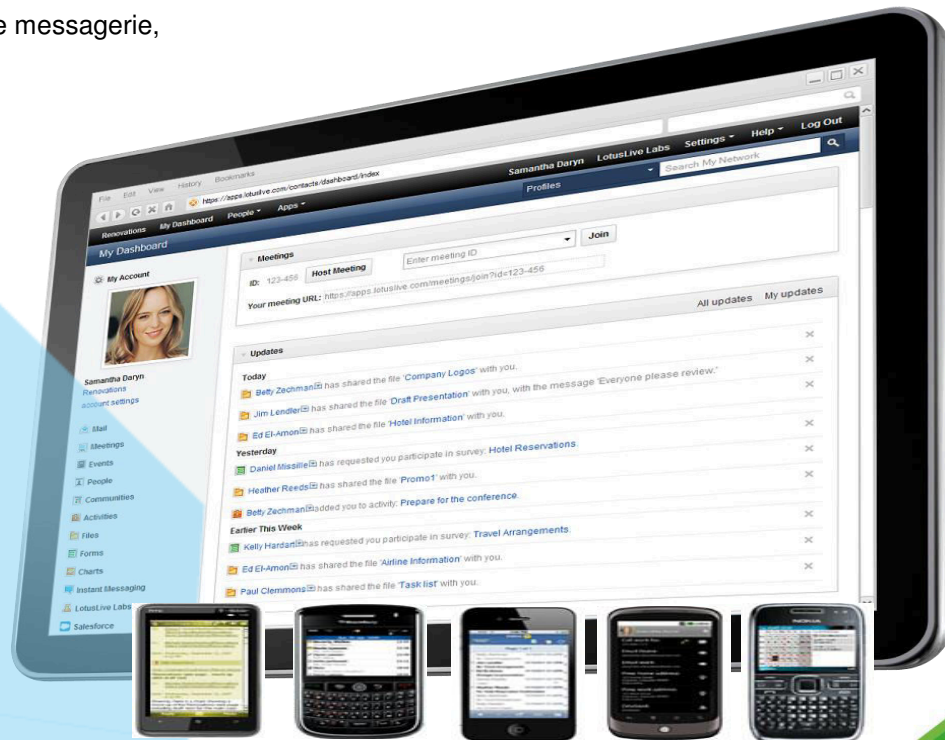 e messagerie,
File Edit View History Bookmarks
https://apps.lotuslive.com/contacts/dashboard/index
Renovations My Dashboard People Apps Samantha Daryn LotusLive Labs Settings Help Log Out
My Dashboard Profiles Search My Network
My Account
Samantha Daryn
Renovations
account settings
Mail
Meetings
Events
People
Communities
Activities
Files
Forms
Charts
Instant Messaging
LotusLive Labs
Salesforce
Meetings
ID: 123-456 Host Meeting Enter meeting ID Join
Your meeting URL: https://apps.lotuslive.com/meetings/join?id=123-456
Updates All updates My updates
Today
Betty Zechman has shared the file 'Company Logos' with you.
Jim Lendler has shared the file 'Draft Presentation' with you, with the message 'Everyone please review.'
Ed El-Amon has shared the file 'Hotel Information' with you.
Yesterday
Daniel Missille has requested you participate in survey: Hotel Reservations.
Heather Reeds has shared the file 'Promo1' with you.
Betty Zechman added you to activity: Prepare for the conference.
Earlier This Week
Kelly Hardart has requested you participate in survey: Travel Arrangements.
Ed El-Amon has shared the file 'Airline Information' with you.
Paul Clemmons has shared the file 'Task list' with you.
NOKIA